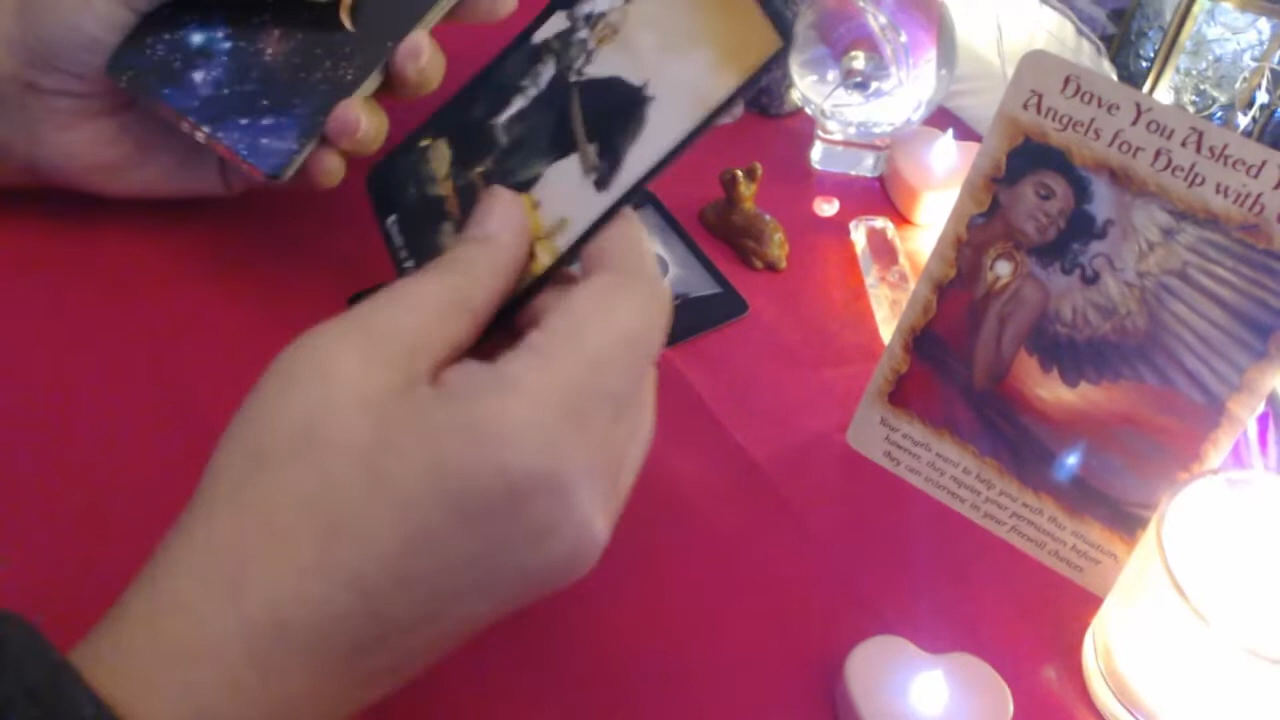 Have You Asked
Angels for Help with
Your angels want to help you with this situation;
however, they require your permission before
they can intervene in your freewill choices.